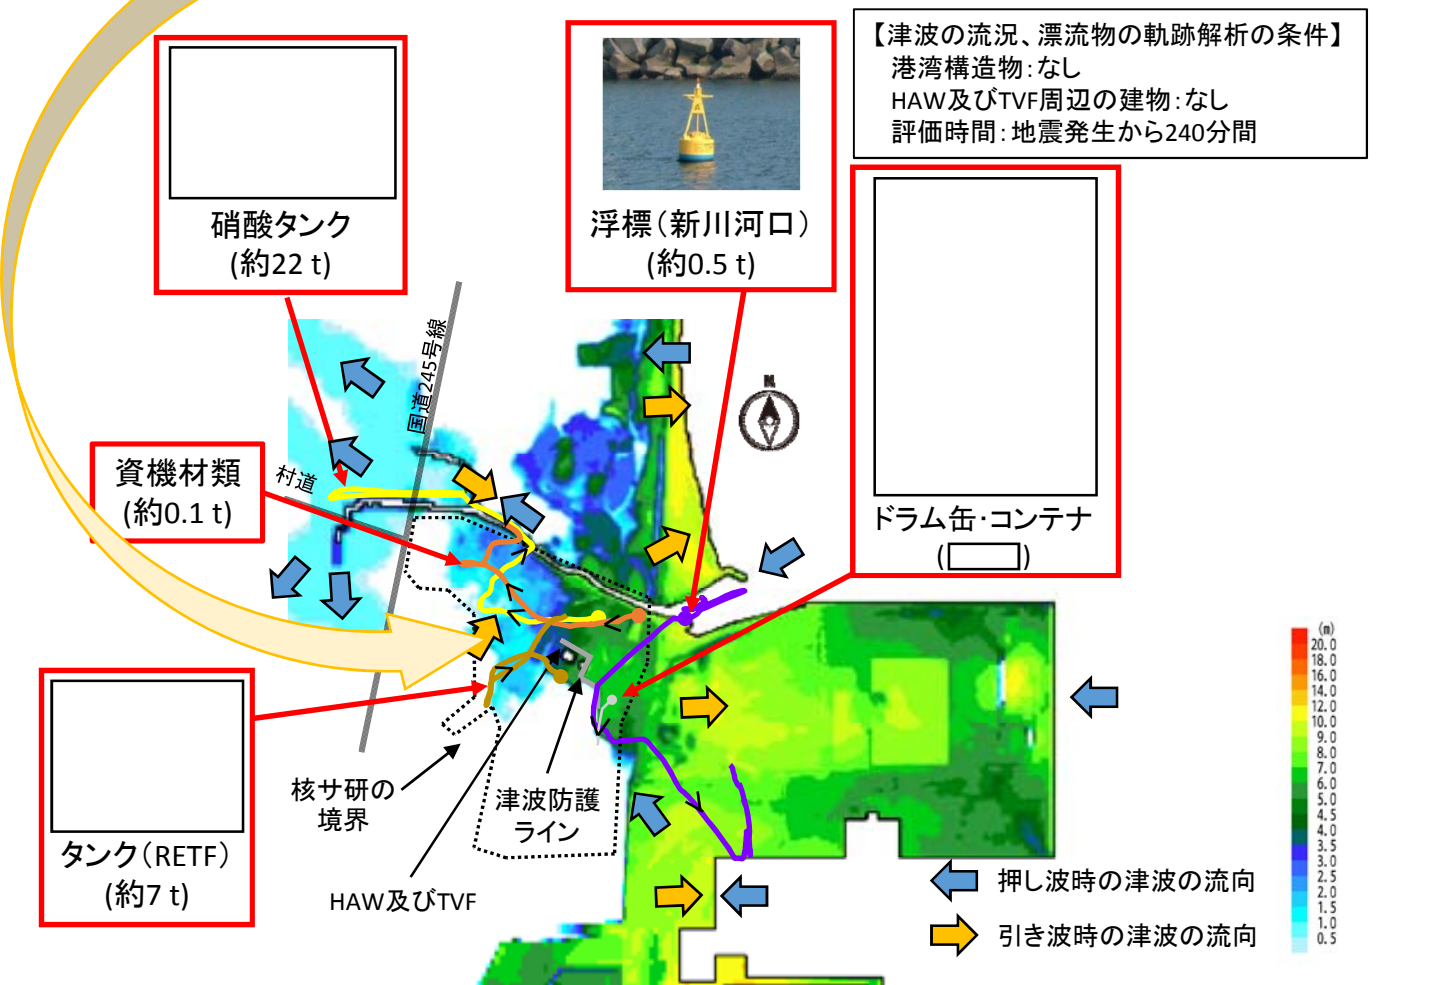 【津波の流況、漂流物の軌跡解析の条件】
港湾構造物：なし
HAW及びTVF周辺の建物：なし
評価時間：地震発生から240分間
硝酸タンク
(約22 t)
浮標（新川河口）
(約0.5 t)
ドラム缶・コンテナ
( )
国道245号線
N
資機材類
(約0.1 t)
村道
タンク（RETF）
(約7 t)
核サ研の
境界
津波防護
ライン
HAW及びTVF
押し波時の津波の流向
引き波時の津波の流向
(m)
20.0
18.0
16.0
14.0
12.0
10.0
9.0
8.0
7.0
6.0
5.0
4.5
4.0
3.5
3.0
2.5
2.0
1.5
1.0
0.5